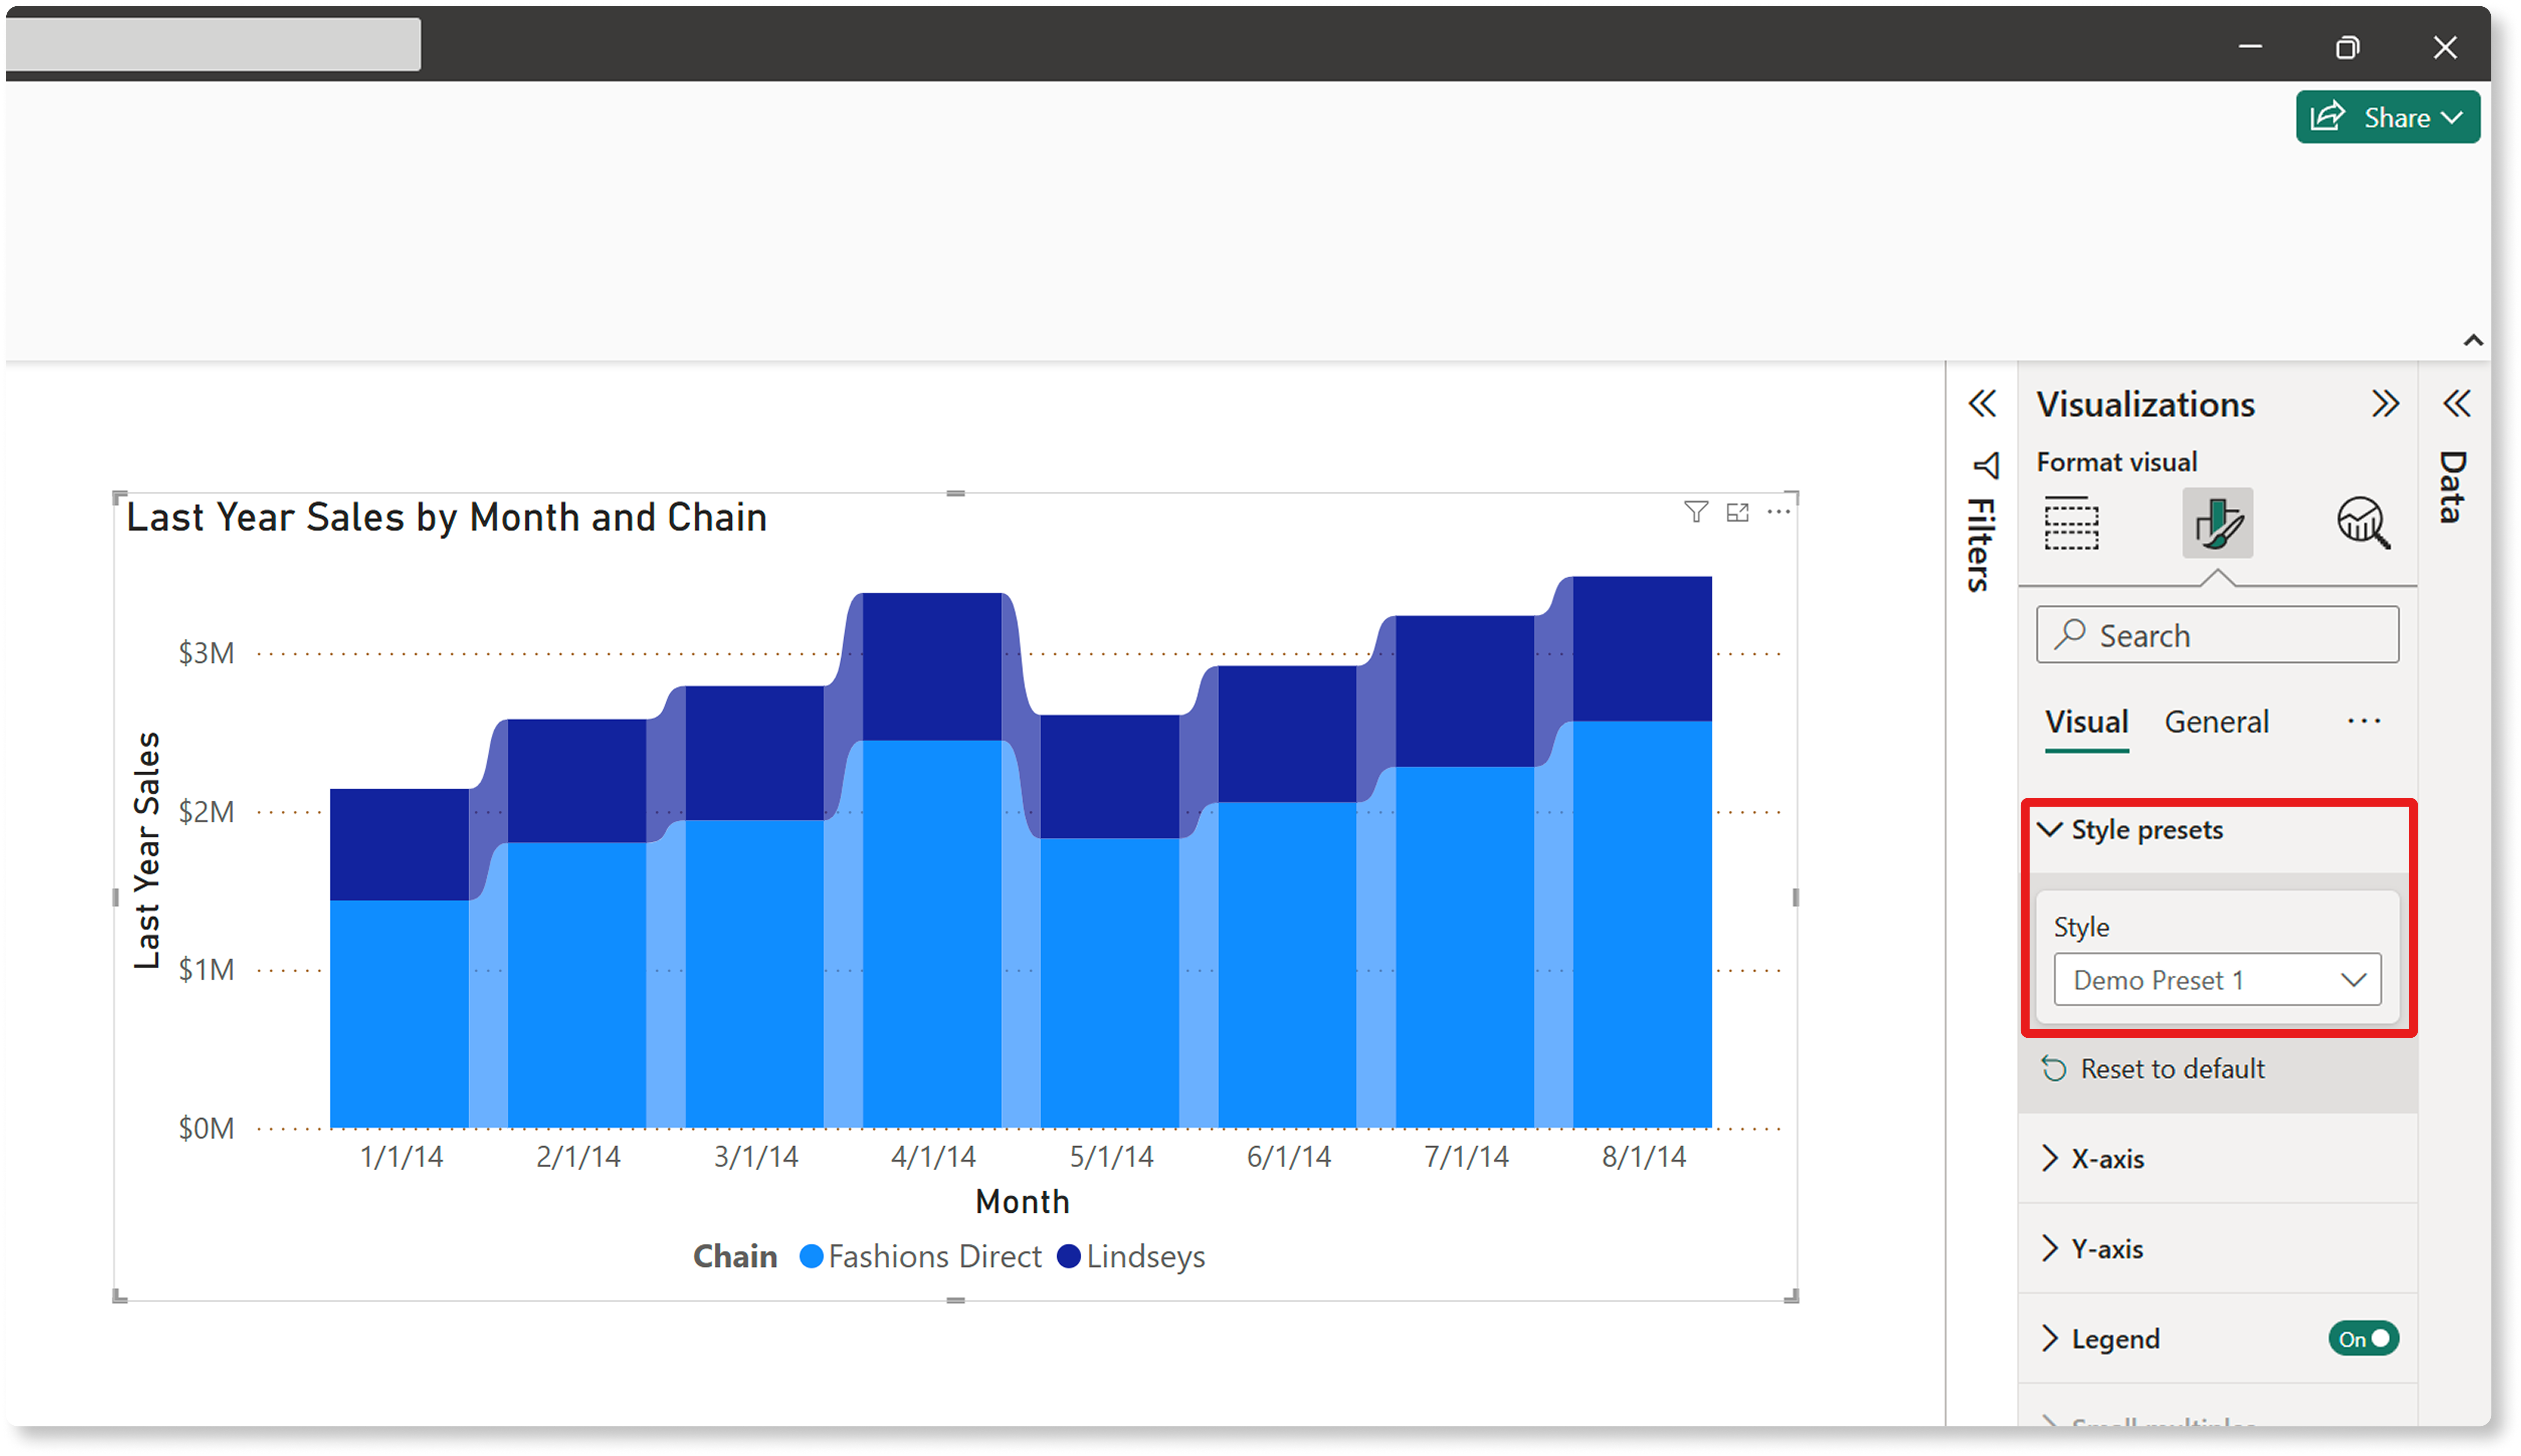 Share
Visualizations
Format visual
Filters
Data
Search
Visual General
Style presets
Style
Demo Preset 1
Reset to default
X-axis
Y-axis
Legend On
Small multiples
Last Year Sales by Month and Chain
Last Year Sales
$3M
$2M
$1M
$0M
1/1/14 2/1/14 3/1/14 4/1/14 5/1/14 6/1/14 7/1/14 8/1/14
Month
Chain Fashions Direct Lindseys